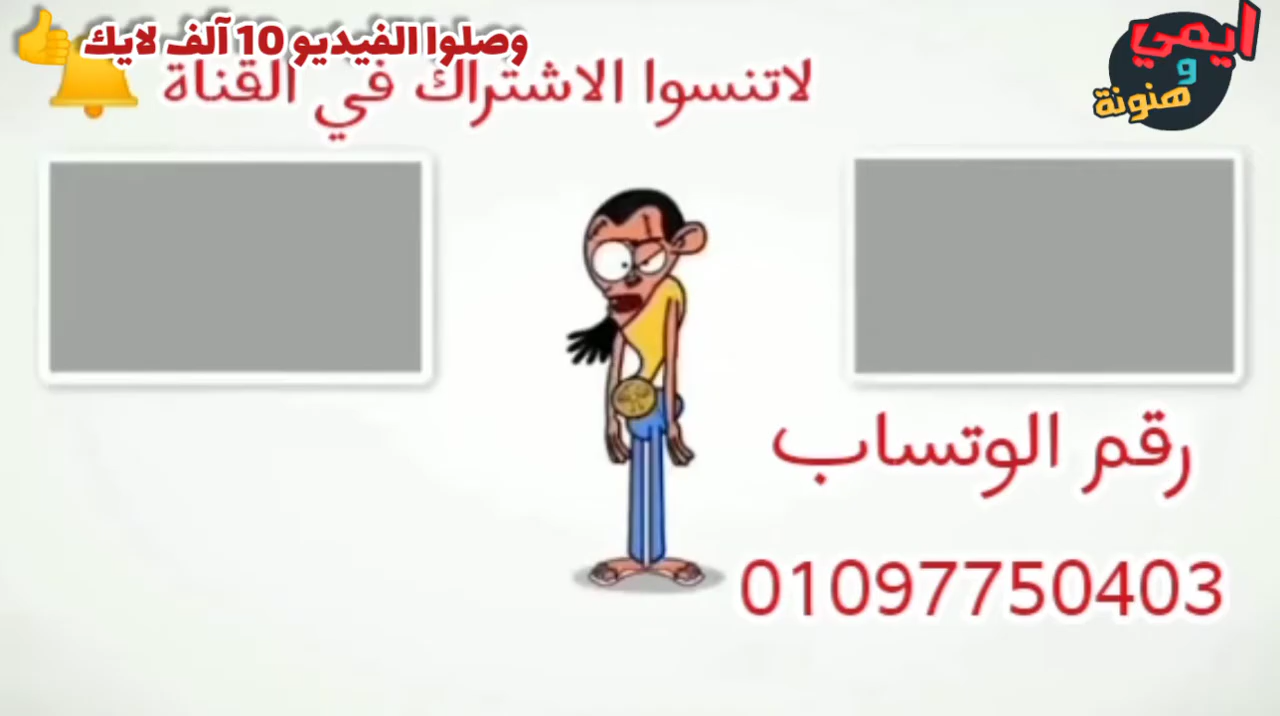 وصلوا الفيديو 10 آلف لايك
لاتنسوا الاشتراك في القناة
ايمي
و
هنونة
رقم الوتساب
01097750403